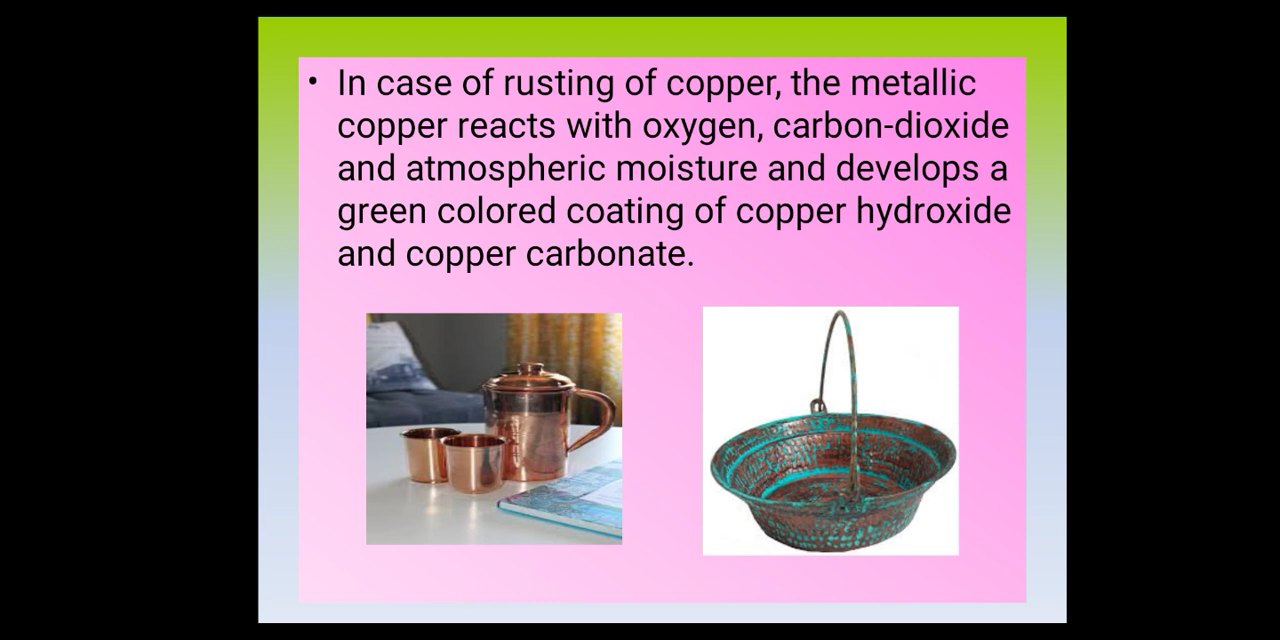 • In case of rusting of copper, the metallic
copper reacts with oxygen, carbon-dioxide
and atmospheric moisture and develops a
green colored coating of copper hydroxide
and copper carbonate.